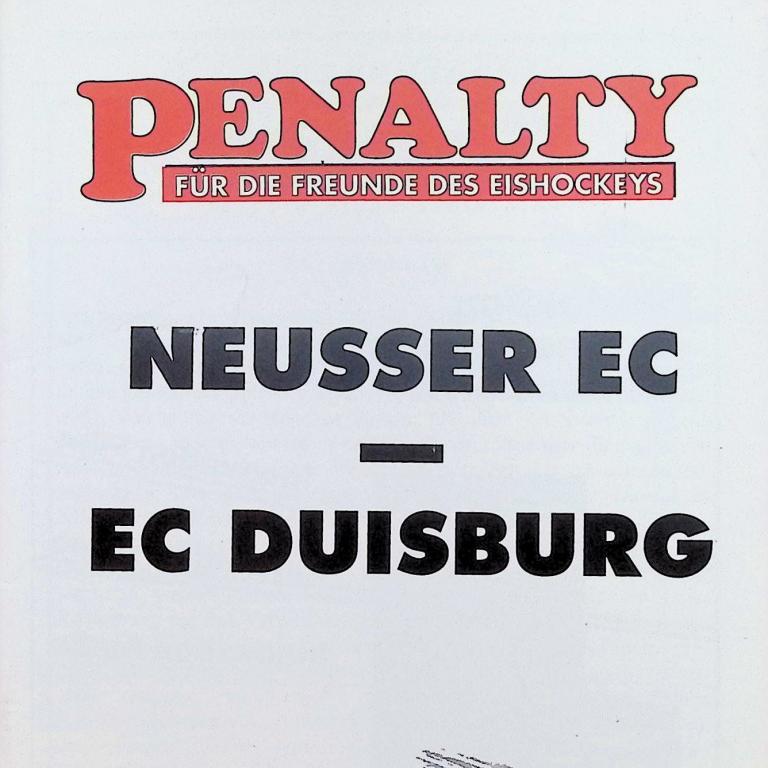 PENALTY
FÜR DIE FREUNDE DES EISHOCKEYS
NEUSSER EC
—
EC DUISBURG